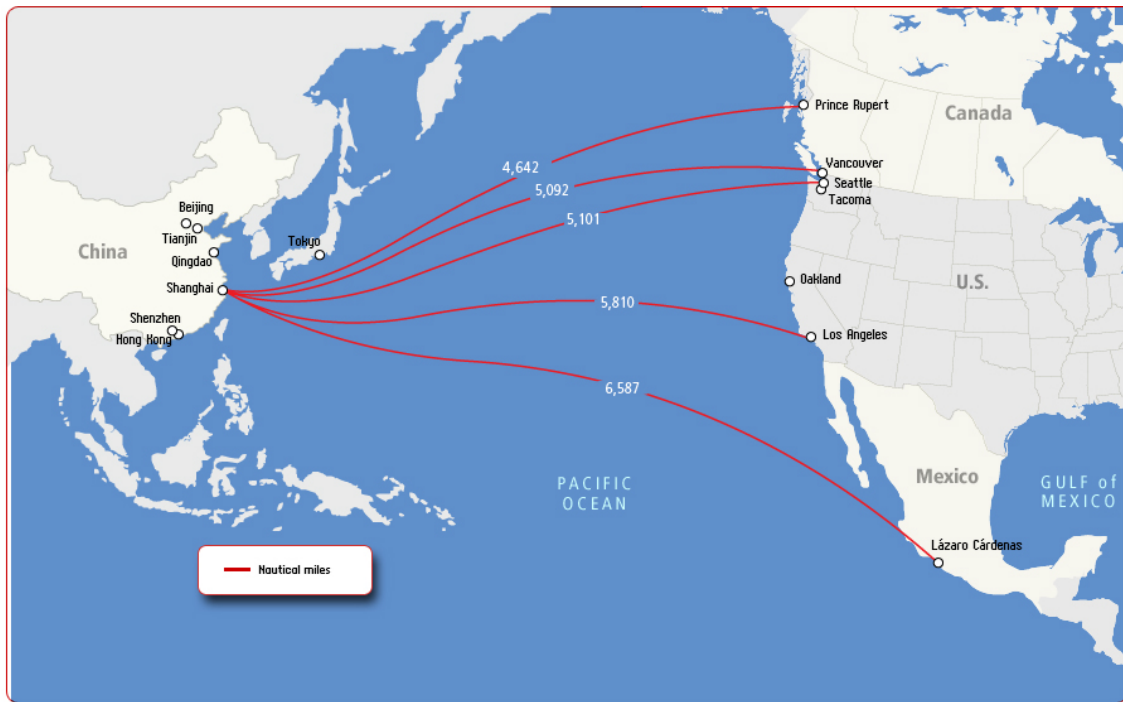 Prince Rupert
Canada
4,642
Vancouver
5,092
Seattle
Tacoma
5,101
Beijing
Tianjin
Tokyo
China
Qingdao
Oakland
U.S.
Shanghai
5,810
Shenzhen
Hong Kong
Los Angeles
6,587
Mexico
PACIFIC
OCEAN
GULF of
MEXICO
Lázaro Cárdenas
Nautical miles